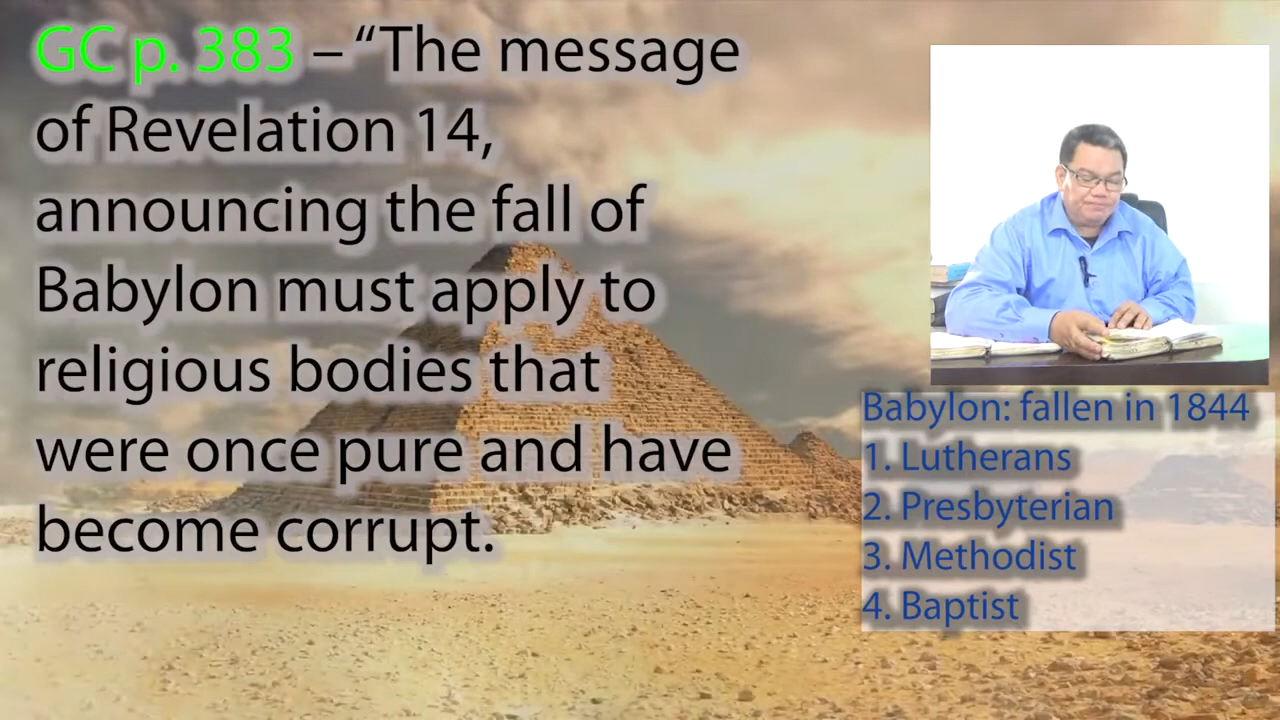 GC p. 383 – “The message
of Revelation 14,
announcing the fall of
Babylon must apply to
religious bodies that
were once pure and have
become corrupt.
Babylon: fallen in 1844
1. Lutherans
2. Presbyterian
3. Methodist
4. Baptist